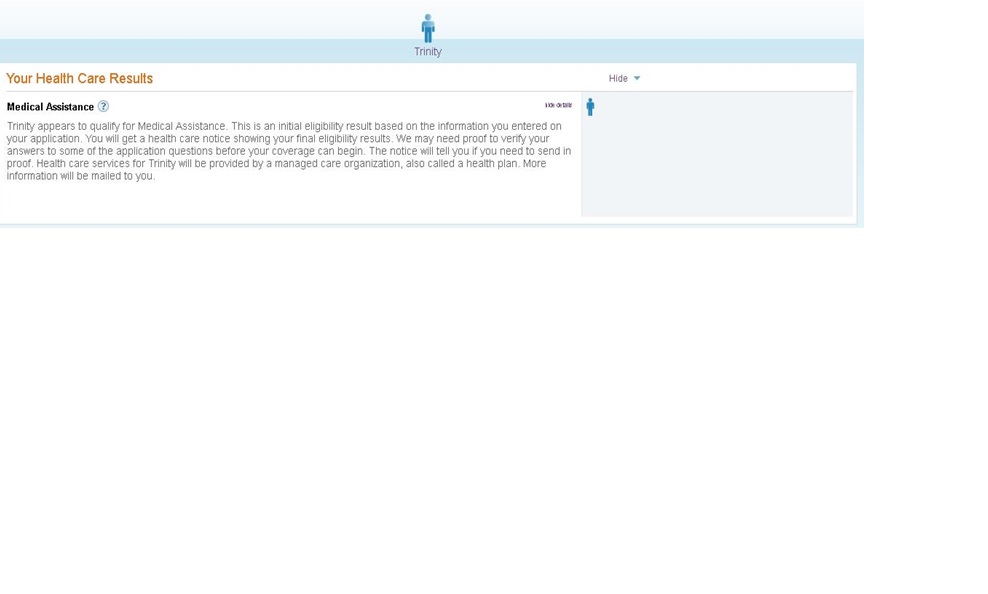 Trinity
Your Health Care Results
Hide
Medical Assistance ?
hide details
Trinity appears to qualify for Medical Assistance. This is an initial eligibility result based on the information you entered on
your application. You will get a health care notice showing your final eligibility results. We may need proof to verify your
answers to some of the application questions before your coverage can begin. The notice will tell you if you need to send in
proof. Health care services for Trinity will be provided by a managed care organization, also called a health plan. More
information will be mailed to you.